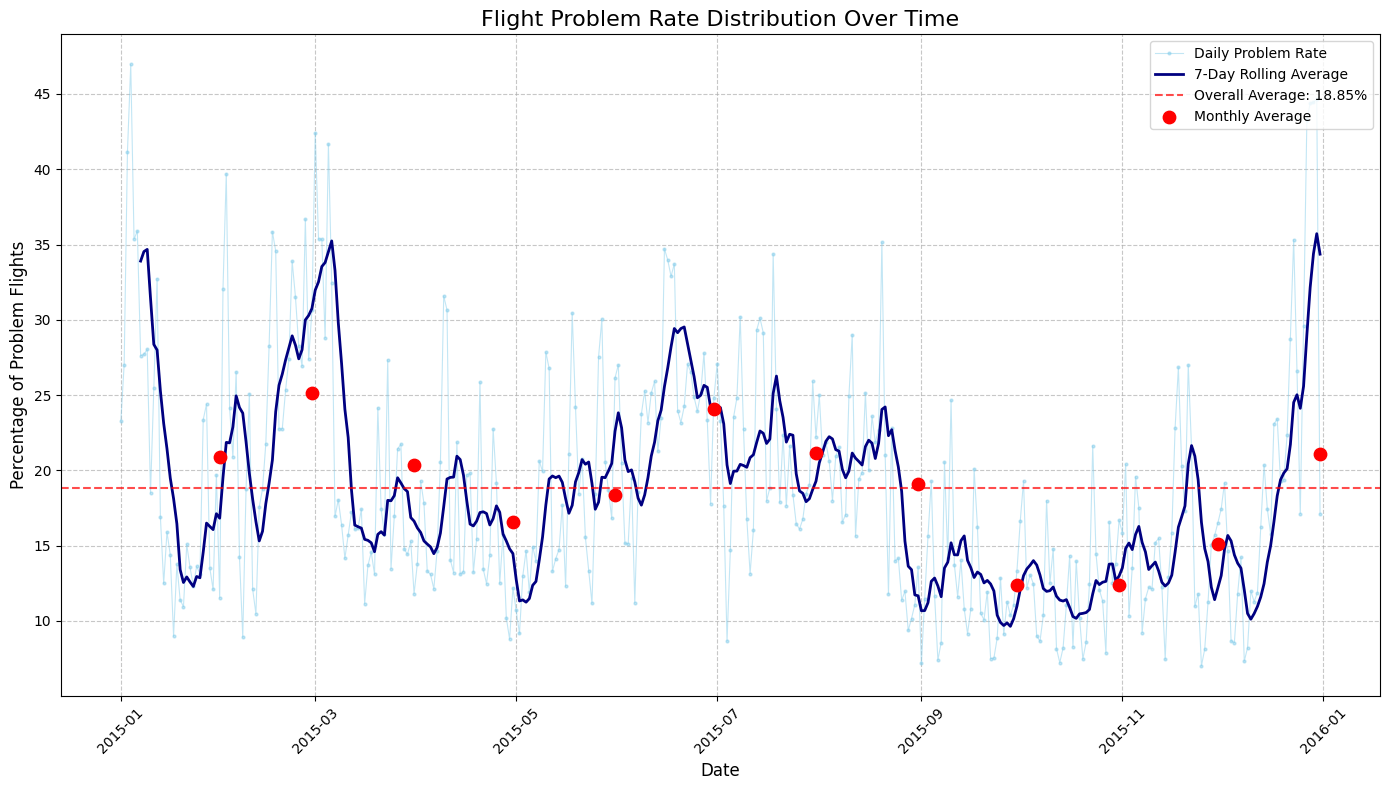 Flight Problem Rate Distribution Over Time
Daily Problem Rate
7-Day Rolling Average
Overall Average: 18.85%
Monthly Average
Percentage of Problem Flights
45
40
35
30
25
20
15
10
2015-01
2015-03
2015-05
2015-07
2015-09
2015-11
2016-01
Date